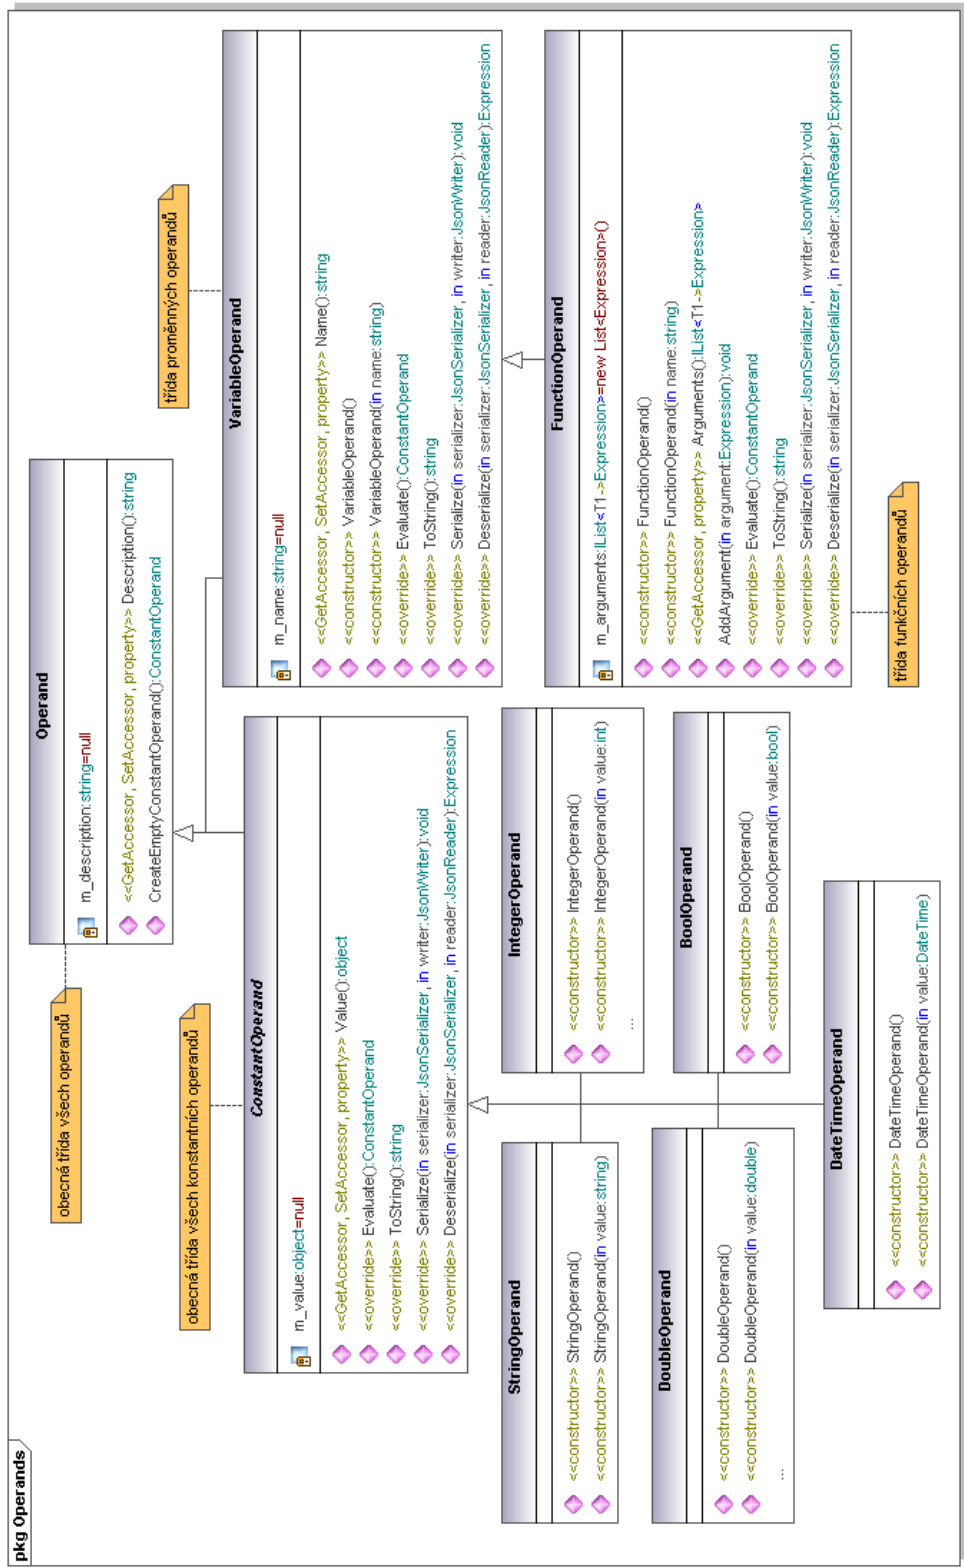 pkg Operands
obecná třída všech operandů
Operand
m_description:string=null
<<GetAccessor, SetAccessor, property>> Description():string
CreateEmptyConstantOperand():ConstantOperand
obecná třída všech konstantních operandů
ConstantOperand
m_value:object=null
<<GetAccessor, SetAccessor, property>> Value():object
<<override>> Evaluate():ConstantOperand
<<override>> ToString():string
<<override>> Serialize(in serializer:JsonSerializer, in writer:JsonWriter):void
<<override>> Deserialize(in serializer:JsonSerializer, in reader:JsonReader):Expression
třída proměnných operandů
VariableOperand
m_name:string=null
<<GetAccessor, SetAccessor, property>> Name():string
<<constructor>> VariableOperand()
<<constructor>> VariableOperand(in name:string)
<<override>> Evaluate():ConstantOperand
<<override>> ToString():string
<<override>> Serialize(in serializer:JsonSerializer, in writer:JsonWriter):void
<<override>> Deserialize(in serializer:JsonSerializer, in reader:JsonReader):Expression
StringOperand
<<constructor>> StringOperand()
<<constructor>> StringOperand(in value:string)
IntegerOperand
<<constructor>> IntegerOperand()
<<constructor>> IntegerOperand(in value:int)
...
FunctionOperand
m_arguments:IList<T1->Expression>=new List<Expression>()
<<constructor>> FunctionOperand()
<<constructor>> FunctionOperand(in name:string)
<<GetAccessor, property>> Arguments():IList<T1->Expression>
AddArgument(in argument:Expression):void
<<override>> Evaluate():ConstantOperand
<<override>> ToString():string
<<override>> Serialize(in serializer:JsonSerializer, in writer:JsonWriter):void
<<override>> Deserialize(in serializer:JsonSerializer, in reader:JsonReader):Expression
třída funkčních operandů
DoubleOperand
<<constructor>> DoubleOperand()
<<constructor>> DoubleOperand(in value:double)
...
BoolOperand
<<constructor>> BoolOperand()
<<constructor>> BoolOperand(in value:bool)
DateTimeOperand
<<constructor>> DateTimeOperand()
<<constructor>> DateTimeOperand(in value:DateTime)